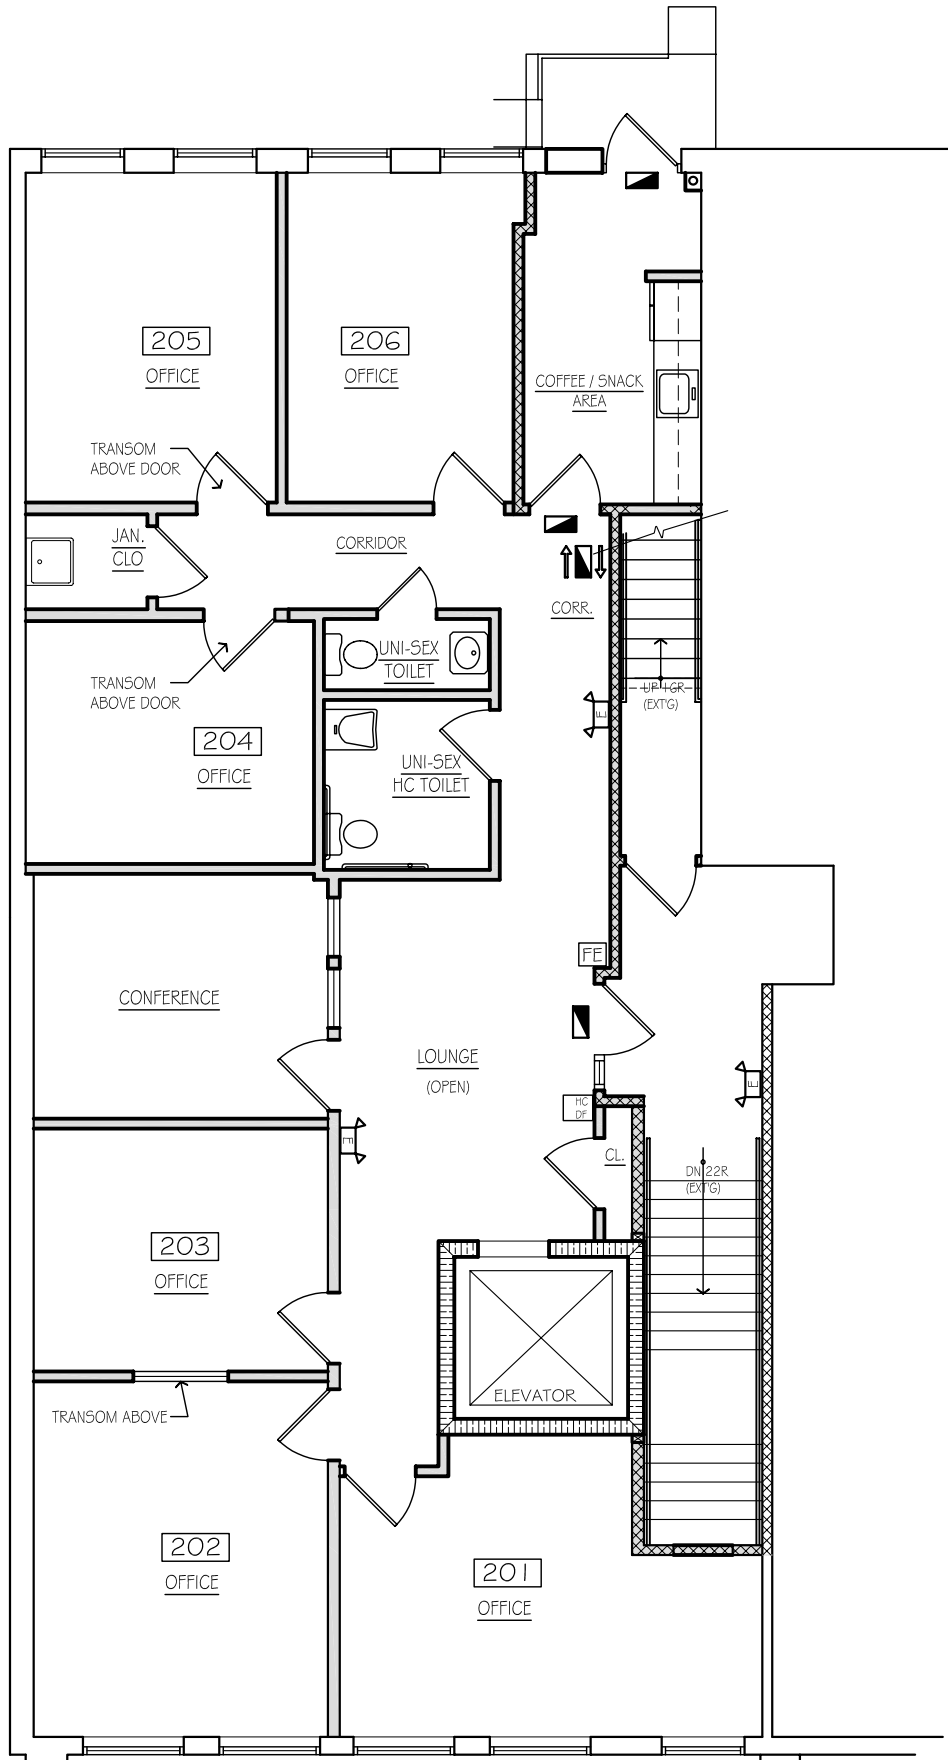 205
OFFICE
206
OFFICE
COFFEE / SNACK
AREA
TRANSOM
ABOVE DOOR
JAN.
CLO
CORRIDOR
CORR.
UNI-SEX
TOILET
TRANSOM
ABOVE DOOR
UP
(EXT'G)
E
204
OFFICE
UNI-SEX
HC TOILET
FE
CONFERENCE
LOUNGE
(OPEN)
E
HC
DF
E
CL.
DN 22R
(EXT'G)
203
OFFICE
ELEVATOR
TRANSOM ABOVE
202
OFFICE
201
OFFICE